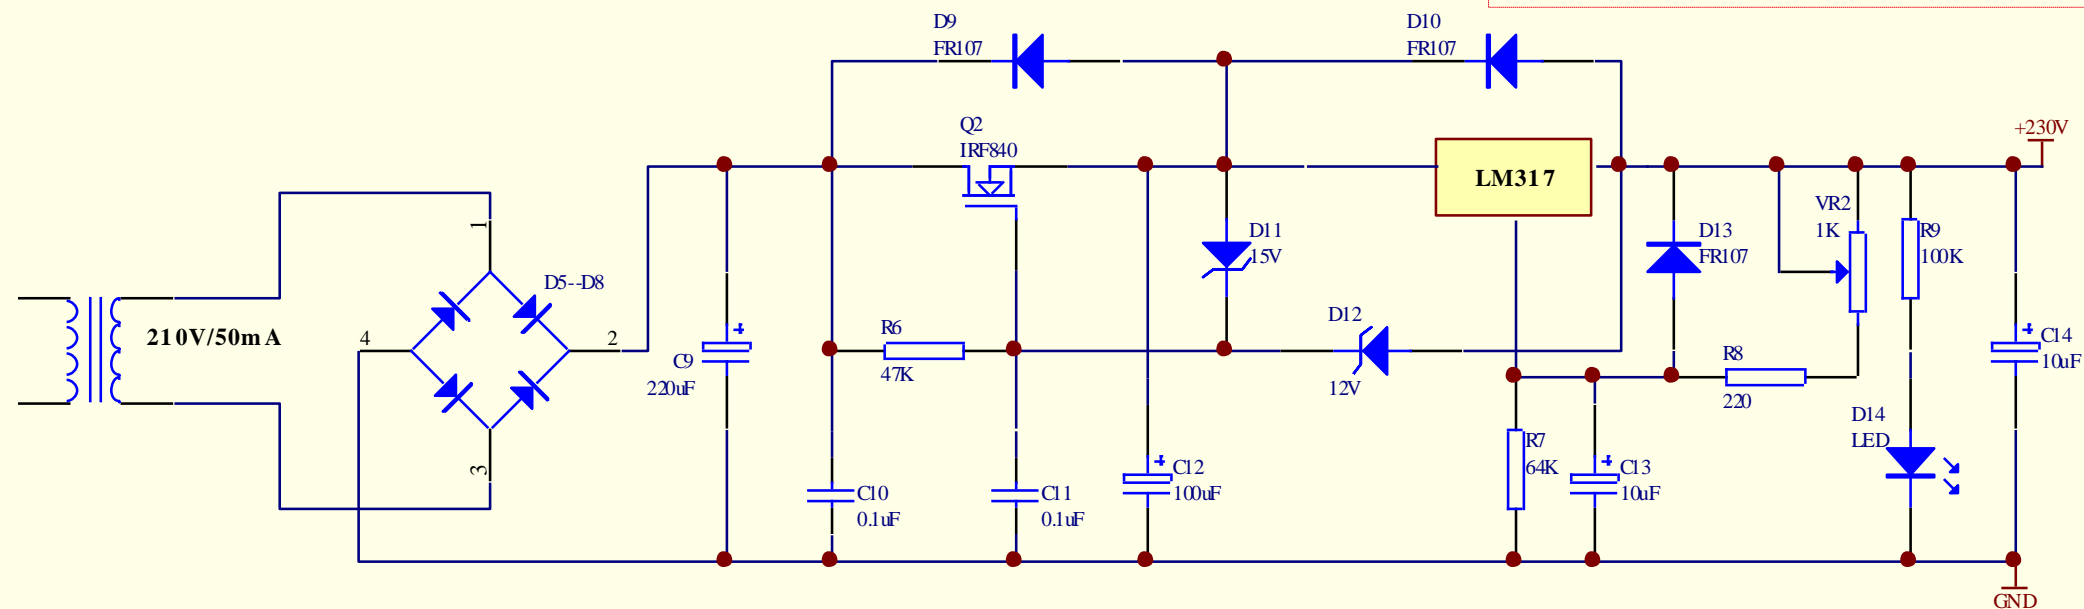 D9
FR107
D10
FR107
Q2
IRF840
+230V
LM317
VR2
1K
D11
15V
D13
FR107
R9
100K
1
D5--D8
210V/50mA
4
2
R6
47K
C9
220uF
+
D12
12V
R8
220
+
C14
10uF
3
D14
LED
C10
0.1uF
C11
0.1uF
+
C12
100uF
R7
64K
+
C13
10uF
GND